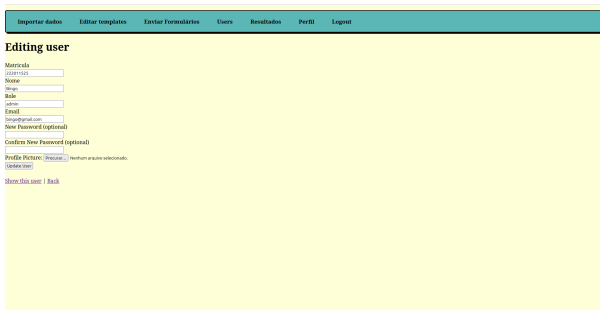 Importar dados Editar templates Enviar Formulários Users Resultados Perfil Logout
Editing user
Matricula
222011525
Nome
Bingo
Role
admin
Email
bingo@gmail.com
New Password (optional)
Confirm New Password (optional)
Profile Picture: Procurar... Nenhum arquivo selecionado.
Update User
Show this user | Back